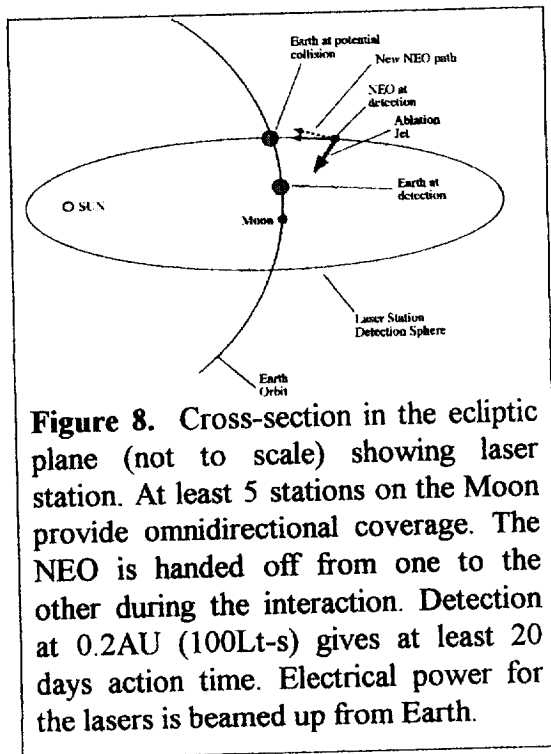 Earth at potential
collision
New NEO path
NEO at
detection
Ablation
Jet
Earth at
detection
SUN
Moon
Laser Station
Detection Sphere
Earth
Orbit
Figure 8. Cross-section in the ecliptic
plane (not to scale) showing laser
station. At least 5 stations on the Moon
provide omnidirectional coverage. The
NEO is handed off from one to the
other during the interaction. Detection
at 0.2AU (100Lt-s) gives at least 20
days action time. Electrical power for
the lasers is beamed up from Earth.